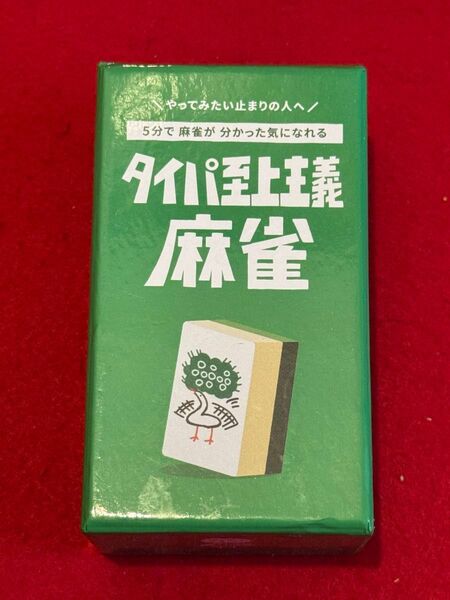 ＼やってみたい止まりの人へ／
5分で 麻雀が 分かった気になれる
タイパ至上主義
麻雀